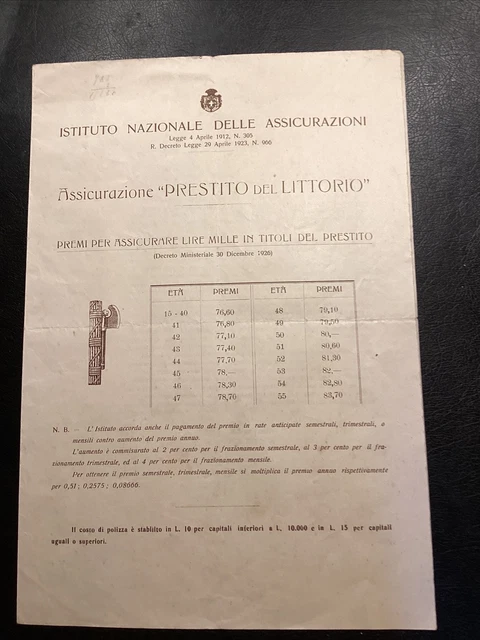 ISTITUTO NAZIONALE DELLE ASSICURAZIONI
Legge 4 Aprile 1912, N. 305
R. Decreto Legge 29 Aprile 1923, N. 966
Assicurazione "PRESTITO DEL LITTORIO"
PREMI PER ASSICURARE LIRE MILLE IN TITOLI DEL PRESTITO
(Decreto Ministeriale 30 Dicembre 1926)
ETÀ PREMI ETÀ PREMI
15 - 40 76,60 48 79,10
41 76,80 49 79,50
42 77,10 50 80,—
43 77,40 51 80,60
44 77,70 52 81,30
45 78,— 53 82,—
46 78,30 54 82,80
47 78,70 55 83,70
N. B. — L'Istituto accorda anche il pagamento del premio in rate anticipate semestrali, trimestrali, o
mensili contro aumento del premio annuo.
L'aumento è commisurato al 2 per cento per il frazionamento semestrale, al 3 per cento per il fra-
zionamento trimestrale, ed al 4 per cento per il frazionamento mensile.
Per ottenere il premio semestrale, trimestrale, mensile si moltiplica il premio annuo rispettivamente
per 0,51 ; 0,2575 ; 0,08666.
Il costo di polizza è stabilito in L. 10 per capitali inferiori a L. 10.000 e in L. 15 per capitali
uguali o superiori.